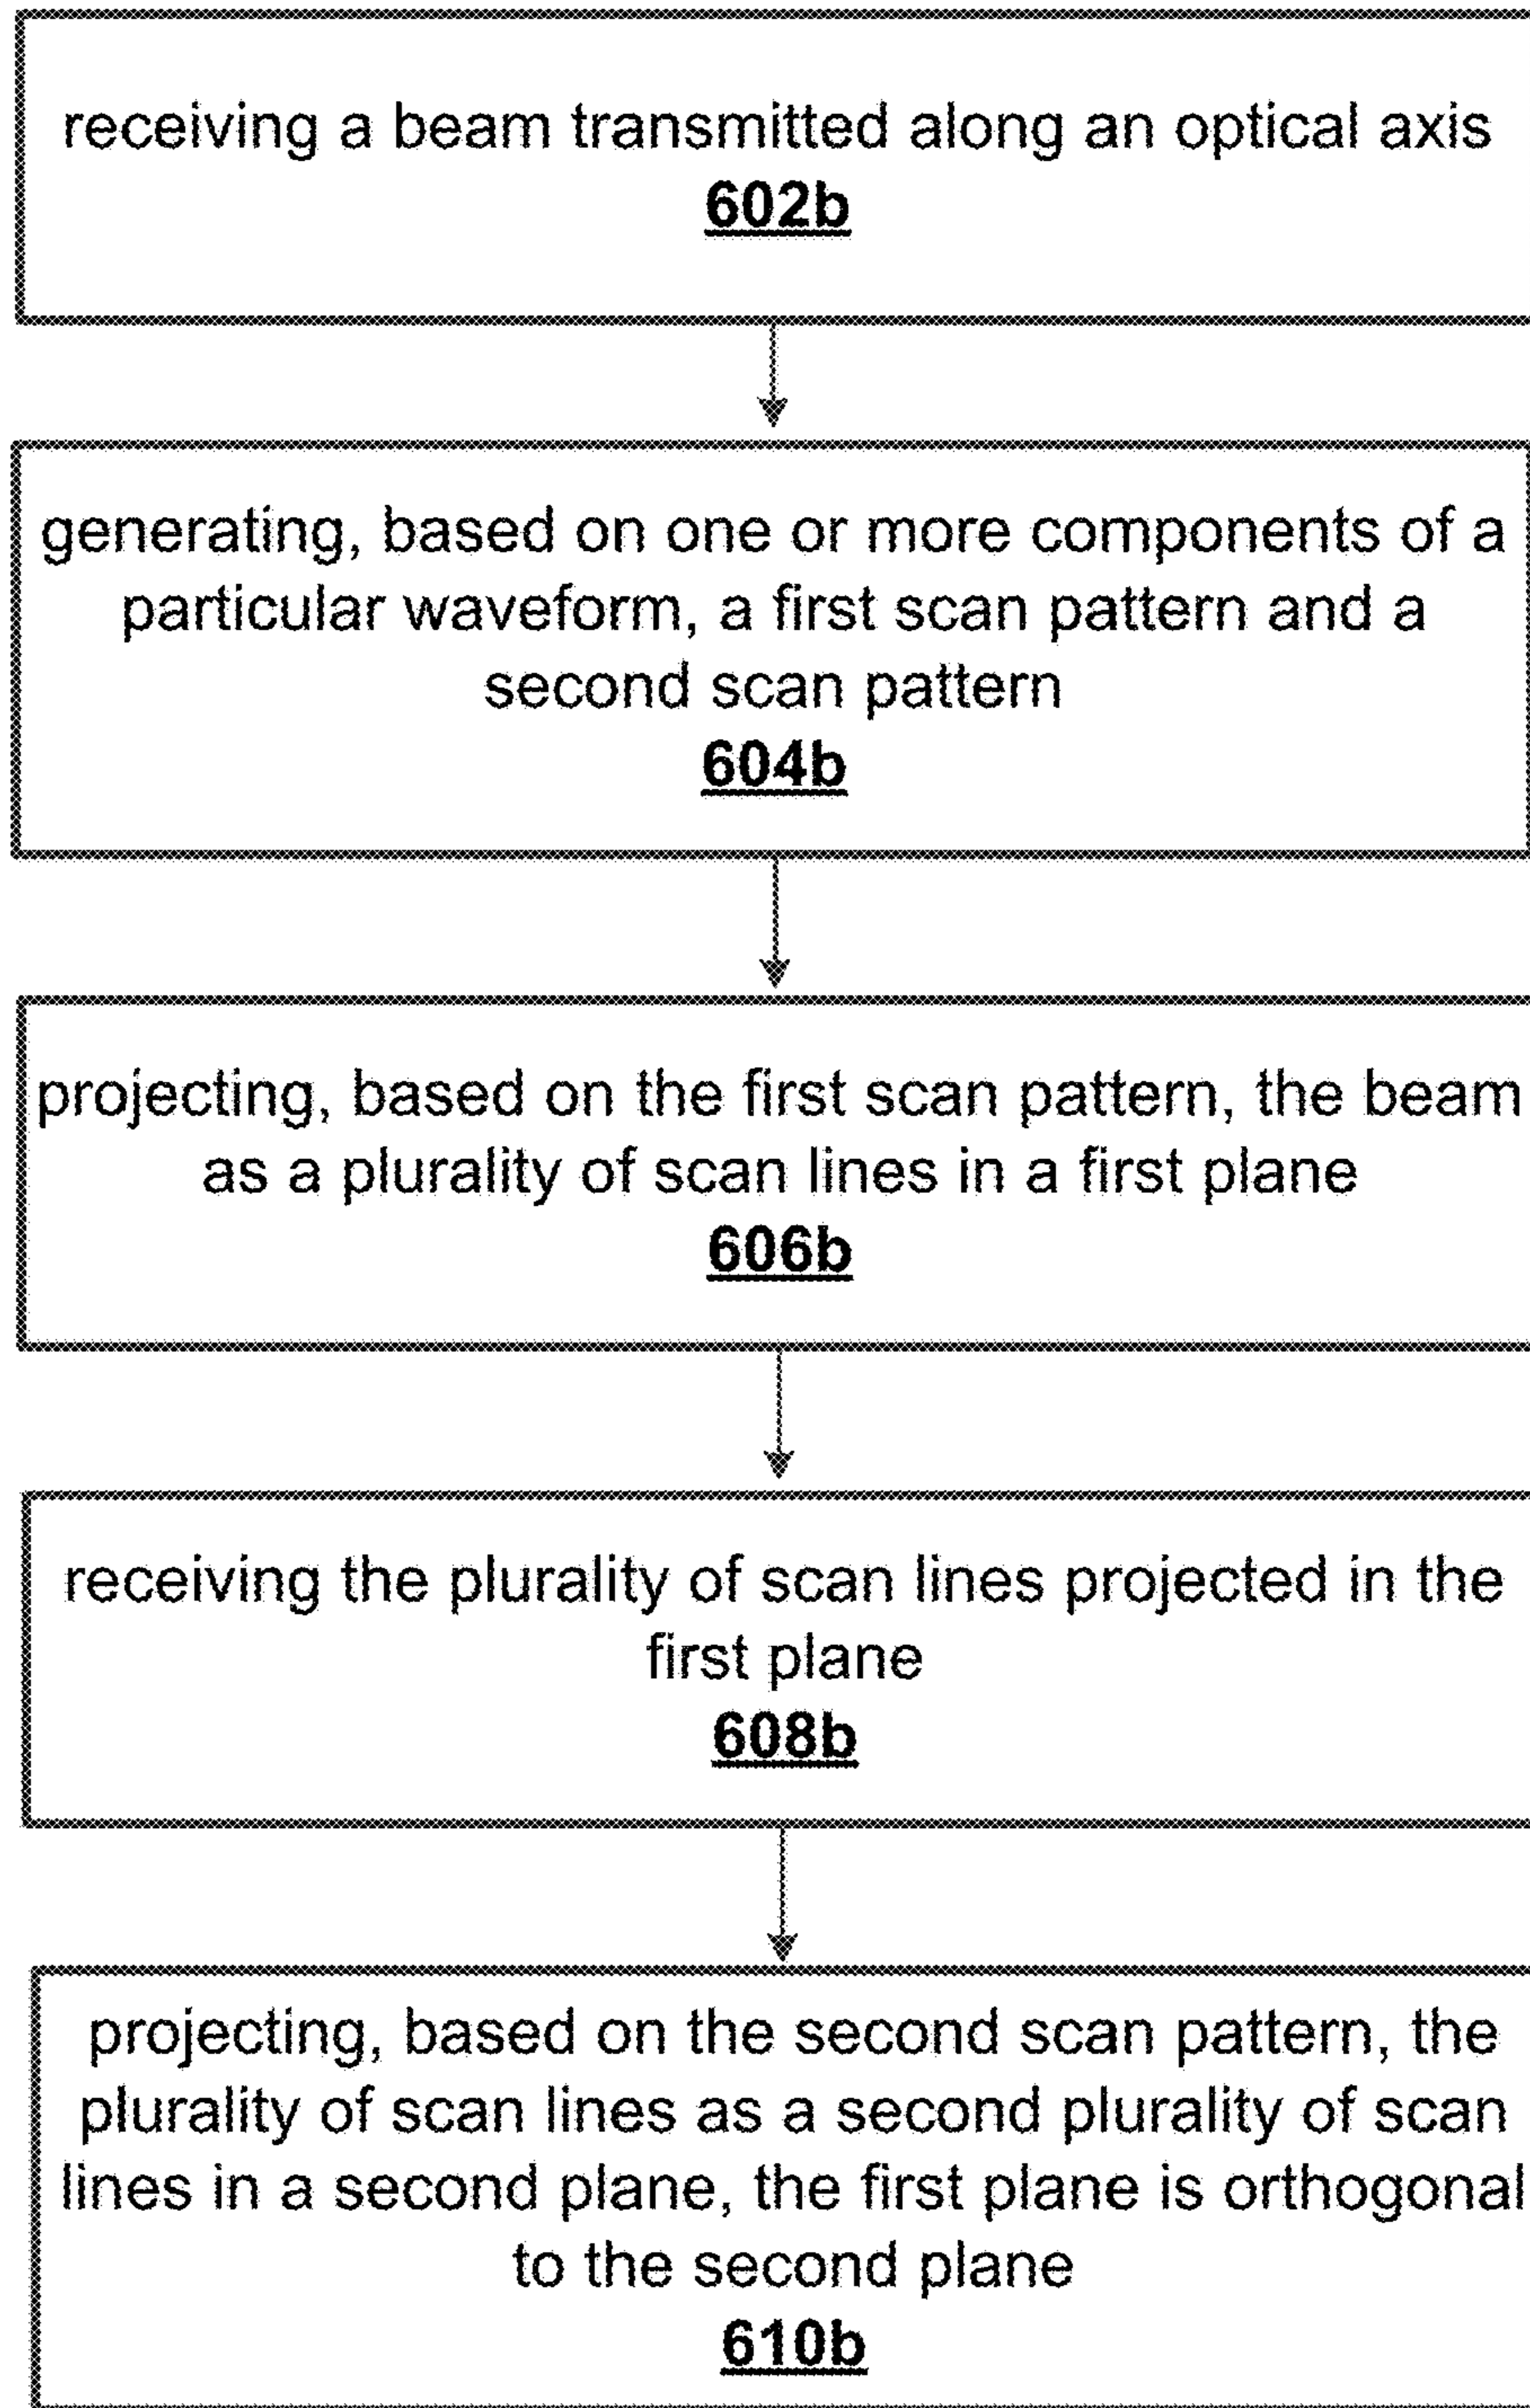 receiving a beam transmitted along an optical axis
602b
generating, based on one or more components of a
particular waveform, a first scan pattern and a
second scan pattern
604b
projecting, based on the first scan pattern, the beam
as a plurality of scan lines in a first plane
606b
receiving the plurality of scan lines projected in the
first plane
608b
projecting, based on the second scan pattern, the
plurality of scan lines as a second plurality of scan
lines in a second plane, the first plane is orthogonal
to the second plane
610b